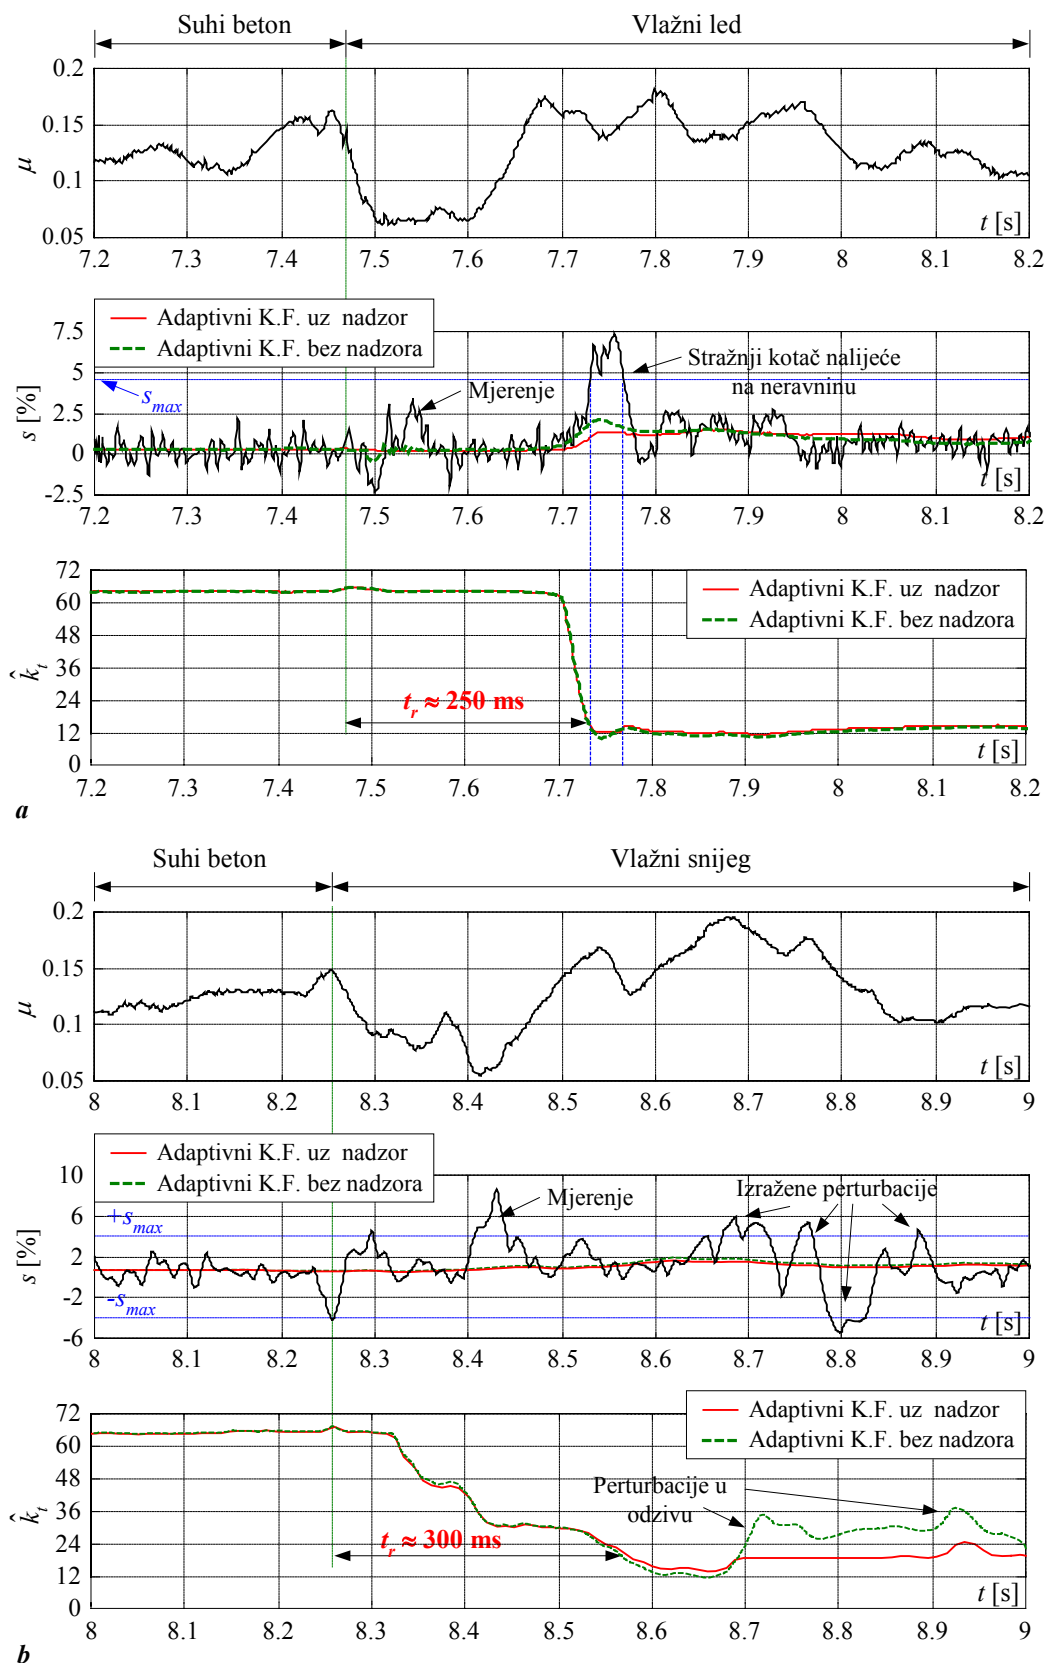 Suhi beton Vlažni led
0.2
0.15
0.1
0.05
μ
t [s]
7.2 7.3 7.4 7.5 7.6 7.7 7.8 7.9 8 8.1 8.2
Adaptivni K.F. uz nadzor
Adaptivni K.F. bez nadzora
7.5
5
2.5
0
-2.5
s [%]
s_max
Mjerenje
Stražnji kotač nalijeće
na neravninu
t [s]
7.2 7.3 7.4 7.5 7.6 7.7 7.8 7.9 8 8.1 8.2
72
60
48
36
24
12
0
k̂_t
Adaptivni K.F. uz nadzor
Adaptivni K.F. bez nadzora
t_r ≈ 250 ms
t [s]
7.2 7.3 7.4 7.5 7.6 7.7 7.8 7.9 8 8.1 8.2
a
Suhi beton Vlažni snijeg
0.2
0.15
0.1
0.05
μ
t [s]
8 8.1 8.2 8.3 8.4 8.5 8.6 8.7 8.8 8.9 9
Adaptivni K.F. uz nadzor
Adaptivni K.F. bez nadzora
10
6
2
-2
-6
s [%]
+s_max
-s_max
Mjerenje
Izražene perturbacije
t [s]
8 8.1 8.2 8.3 8.4 8.5 8.6 8.7 8.8 8.9 9
72
60
48
36
24
12
0
k̂_t
Adaptivni K.F. uz nadzor
Adaptivni K.F. bez nadzora
Perturbacije u
odzivu
t_r ≈ 300 ms
t [s]
8 8.1 8.2 8.3 8.4 8.5 8.6 8.7 8.8 8.9 9
b